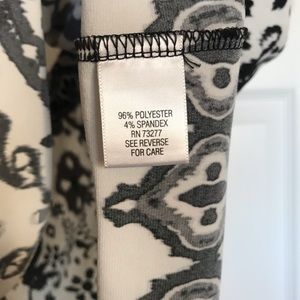 96% POLYESTER
4% SPANDEX
RN 73277
SEE REVERSE
FOR CARE